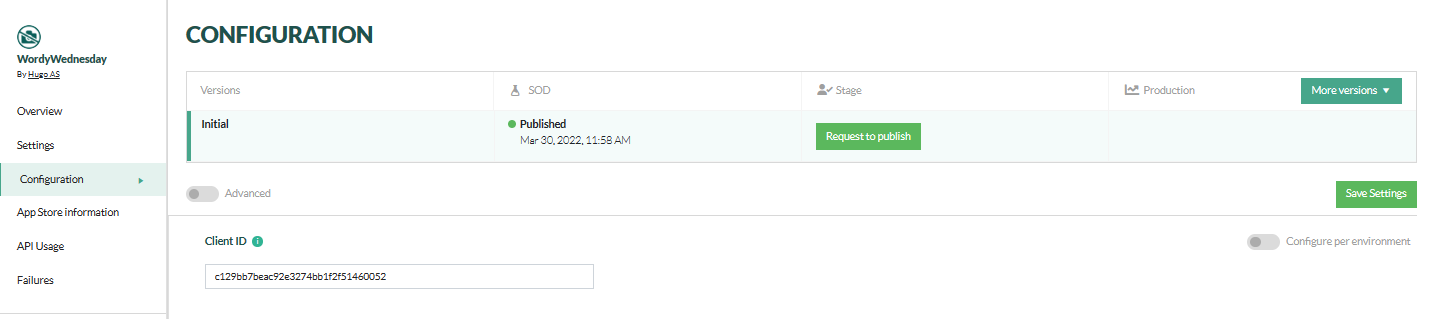 CONFIGURATION
WordyWednesday
By Hugo AS
Overview
Settings
Configuration
App Store information
API Usage
Failures
Versions SOD Stage Production More versions
Initial Published Request to publish
Mar 30, 2022, 11:58 AM
Advanced Save Settings
Client ID i Configure per environment
c129bb7beac92e3274bb1f2f51460052